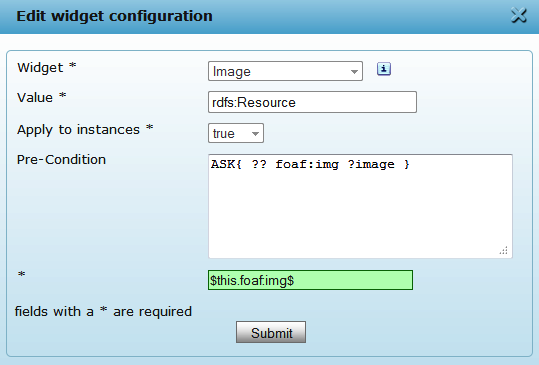 Edit widget configuration
Widget * Image i
Value * rdfs:Resource
Apply to instances * true
Pre-Condition ASK{ ?? foaf:img ?image }
* $this.foaf:img$
fields with a * are required
Submit